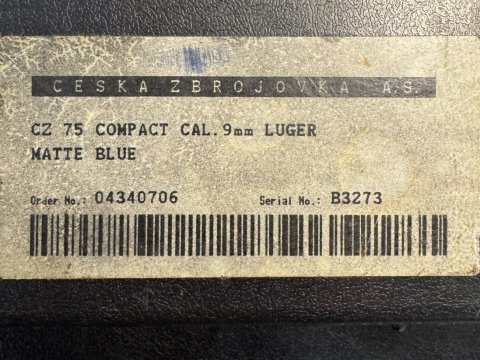 CESKA ZBROJOVKA A.S.
CZ 75 COMPACT CAL.9mm LUGER
MATTE BLUE
Order No.: 04340706 Serial No.: B3273